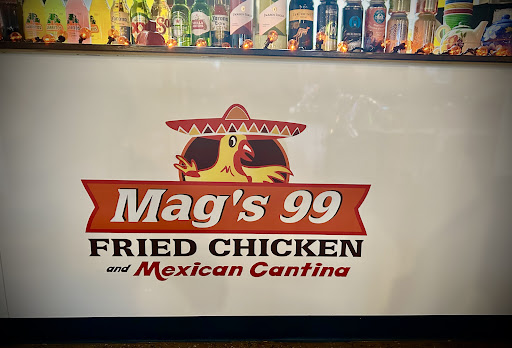 Mag's 99
FRIED CHICKEN
and Mexican Cantina